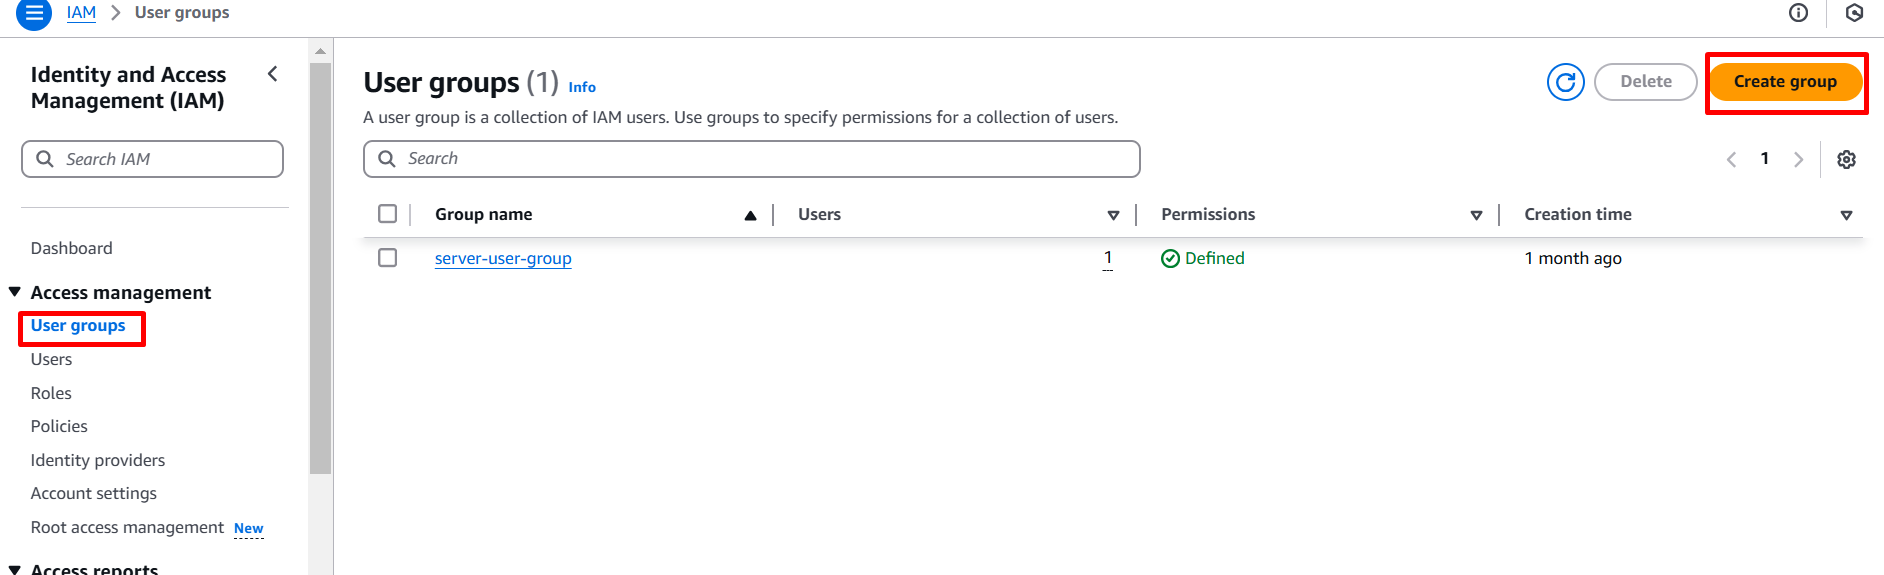 IAM > User groups
Identity and Access
Management (IAM)
Search IAM
Dashboard
Access management
User groups
Users
Roles
Policies
Identity providers
Account settings
Root access management New
Access reports
User groups (1) Info
Delete
Create group
A user group is a collection of IAM users. Use groups to specify permissions for a collection of users.
Search
1
Group name Users Permissions Creation time
server-user-group 1 Defined 1 month ago